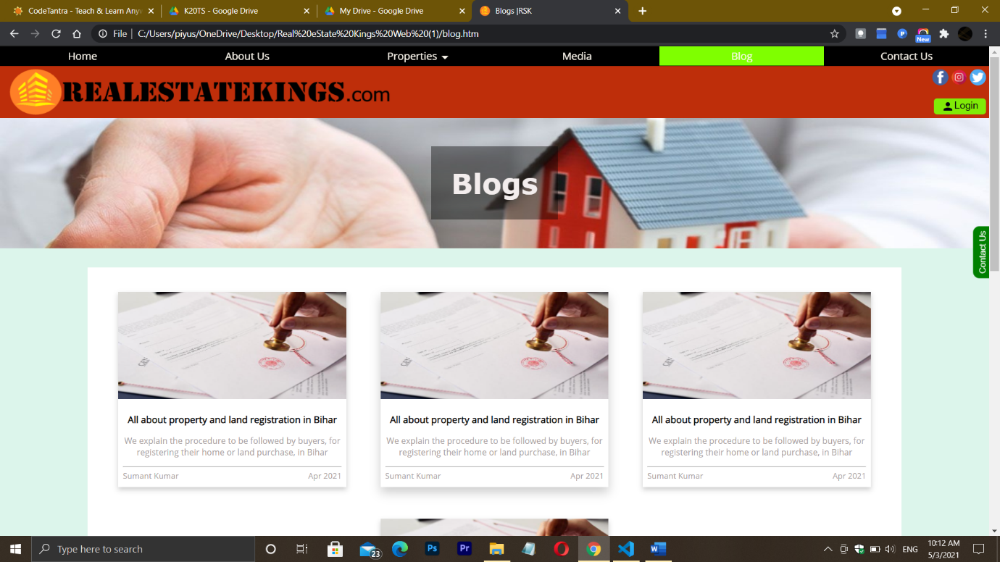 CodeTantra - Teach & Learn Any
K20TS - Google Drive
My Drive - Google Drive
Blogs |RSK
File | C:/Users/piyus/OneDrive/Desktop/Real%20eState%20Kings%20Web%20(1)/blog.htm
New
Home
About Us
Properties
Media
Blog
Contact Us
REALESTATEKINGS.com
Login
Blogs
Contact Us
All about property and land registration in Bihar
We explain the procedure to be followed by buyers, for
registering their home or land purchase, in Bihar
Sumant Kumar
Apr 2021
All about property and land registration in Bihar
We explain the procedure to be followed by buyers, for
registering their home or land purchase, in Bihar
Sumant Kumar
Apr 2021
All about property and land registration in Bihar
We explain the procedure to be followed by buyers, for
registering their home or land purchase, in Bihar
Sumant Kumar
Apr 2021
Type here to search
23
Ps
Pr
ENG
10:12 AM
5/3/2021